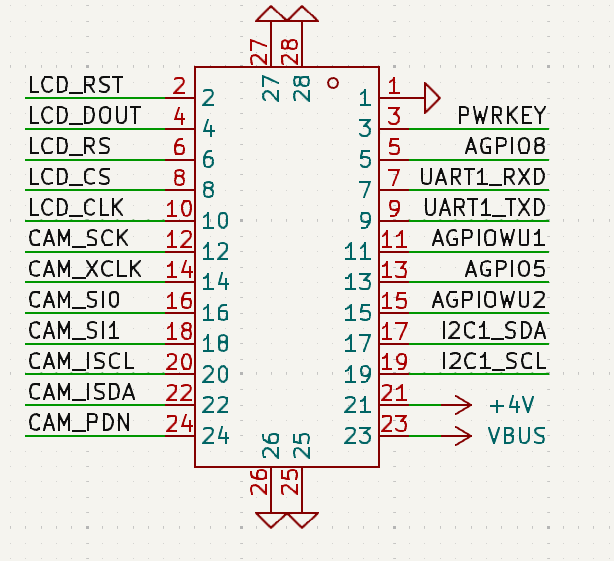 27 28
27 28
LCD_RST 2 2 1 1
LCD_DOUT 4 4 3 3 PWRKEY
LCD_RS 6 6 5 5 AGPIO8
LCD_CS 8 8 7 7 UART1_RXD
LCD_CLK 10 10 9 9 UART1_TXD
CAM_SCK 12 12 11 11 AGPIOWU1
CAM_XCLK 14 14 13 13 AGPIO5
CAM_SI0 16 16 15 15 AGPIOWU2
CAM_SI1 18 18 17 17 I2C1_SDA
CAM_ISCL 20 20 19 19 I2C1_SCL
CAM_ISDA 22 22 21 21 +4V
CAM_PDN 24 24 23 23 VBUS
26 25
26 25